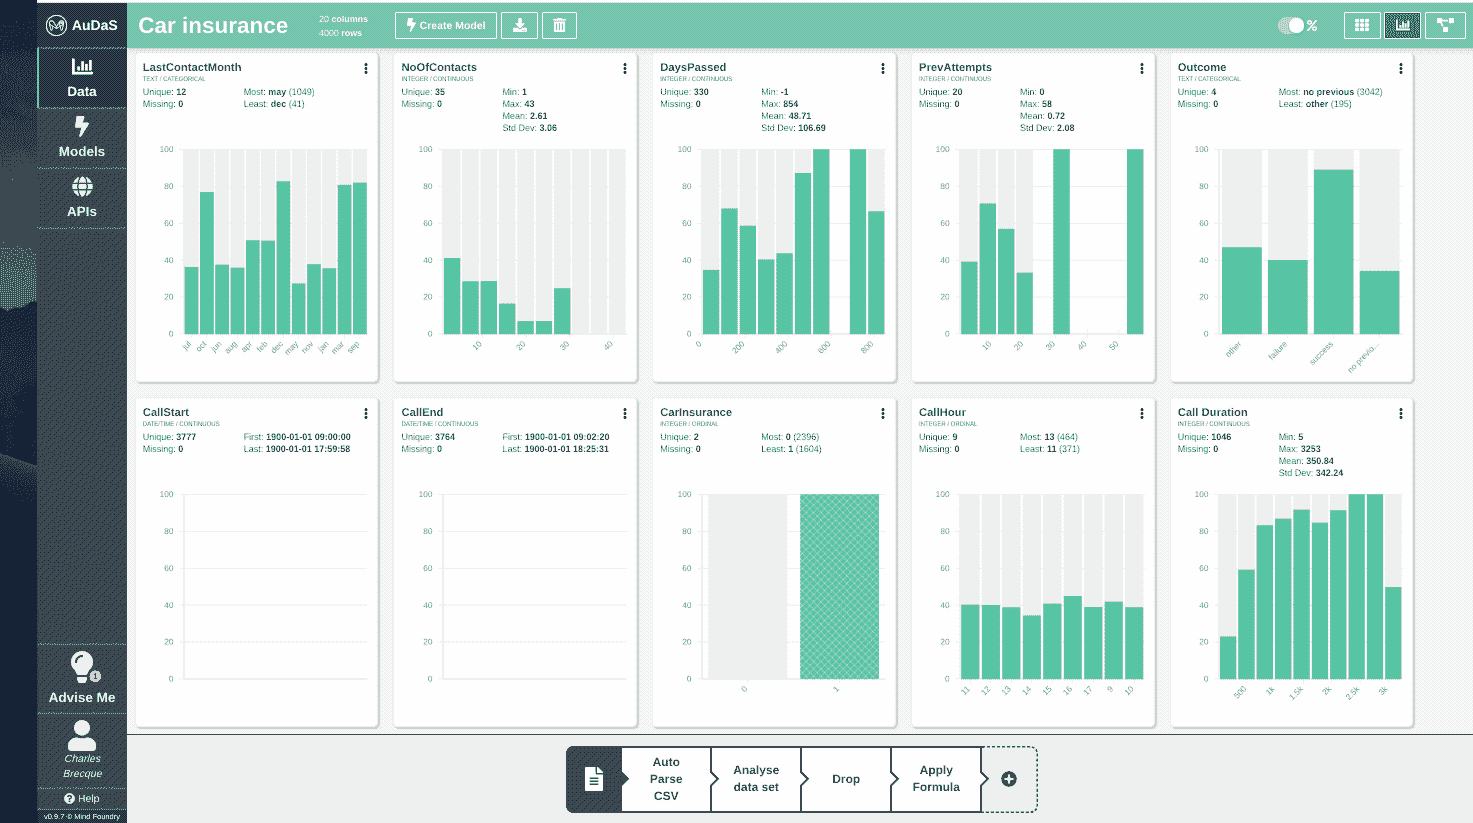 AuDaS
Car insurance
20 columns
4000 rows
Create Model
%
Data
Models
APIs
Advise Me
1
Charles
Brecque
Help
v0.9.7 © Mind Foundry
LastContactMonth
TEXT / CATEGORICAL
Unique: 12 Most: may (1049)
Missing: 0 Least: dec (41)
100
80
60
40
20
0
jul oct jun aug apr feb dec may nov jan mar sep
NoOfContacts
INTEGER / CONTINUOUS
Unique: 35 Min: 1
Missing: 0 Max: 43
Mean: 2.61
Std Dev: 3.06
100
80
60
40
20
0
10 20 30 40
DaysPassed
INTEGER / CONTINUOUS
Unique: 330 Min: -1
Missing: 0 Max: 854
Mean: 48.71
Std Dev: 106.69
100
80
60
40
20
0
0 200 400 600 800
PrevAttempts
INTEGER / CONTINUOUS
Unique: 20 Min: 0
Missing: 0 Max: 58
Mean: 0.72
Std Dev: 2.08
100
80
60
40
20
0
10 20 30 40 50
Outcome
TEXT / CATEGORICAL
Unique: 4 Most: no previous (3042)
Missing: 0 Least: other (195)
100
80
60
40
20
0
other failure success no previo...
CallStart
DATE/TIME / CONTINUOUS
Unique: 3777 First: 1900-01-01 09:00:00
Missing: 0 Last: 1900-01-01 17:59:58
100
80
60
40
20
0
CallEnd
DATE/TIME / CONTINUOUS
Unique: 3764 First: 1900-01-01 09:02:20
Missing: 0 Last: 1900-01-01 18:25:31
100
80
60
40
20
0
CarInsurance
INTEGER / ORDINAL
Unique: 2 Most: 0 (2396)
Missing: 0 Least: 1 (1604)
100
80
60
40
20
0
0 1
CallHour
INTEGER / ORDINAL
Unique: 9 Most: 13 (464)
Missing: 0 Least: 11 (371)
100
80
60
40
20
0
11 12 13 14 15 16 17 9 10
Call Duration
INTEGER / CONTINUOUS
Unique: 1046 Min: 5
Missing: 0 Max: 3253
Mean: 350.84
Std Dev: 342.24
100
80
60
40
20
0
500 1k 1.5k 2k 2.5k 3k
Auto
Parse
CSV
Analyse
data set
Drop
Apply
Formula